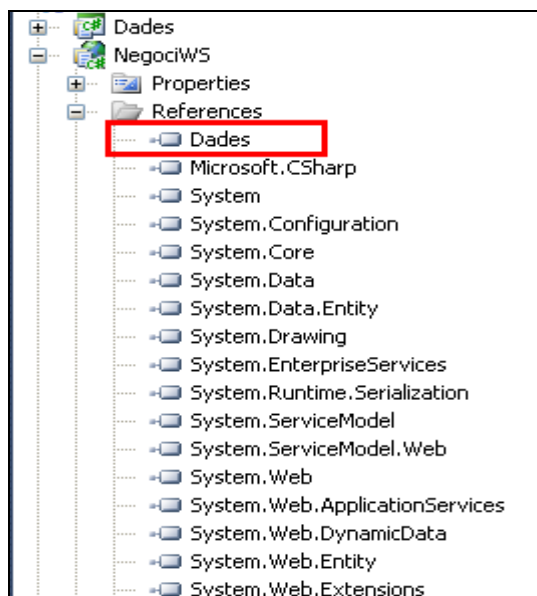 Dades
NegociWS
Properties
References
Dades
Microsoft.CSharp
System
System.Configuration
System.Core
System.Data
System.Data.Entity
System.Drawing
System.EnterpriseServices
System.Runtime.Serialization
System.ServiceModel
System.ServiceModel.Web
System.Web
System.Web.ApplicationServices
System.Web.DynamicData
System.Web.Entity
System.Web.Extensions